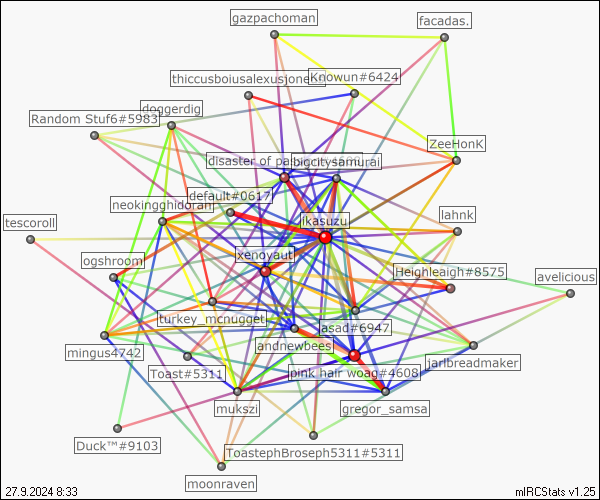 gazpachoman
facadas.
thiccusboiusalexusjone
Knowun#6424
doggerdig
Random Stuf6#5983
ZeeHonK
disaster of pa
bigcitysamurai
default#0617
neokingghidorah
jikasuzu
lahnk
tescoroll
xenoyaut
ogshroom
Heighleaigh#8575
avelicious
turkey_mcnugget
asad#6947
andnewbees
mingus4742
jarlbreadmaker
Toast#5311
pink hair woag#4608
mukszi
gregor_samsa
Duck™#9103
ToastephBroseph5311#5311
moonraven
27.9.2024 8:33
mIRCStats v1.25